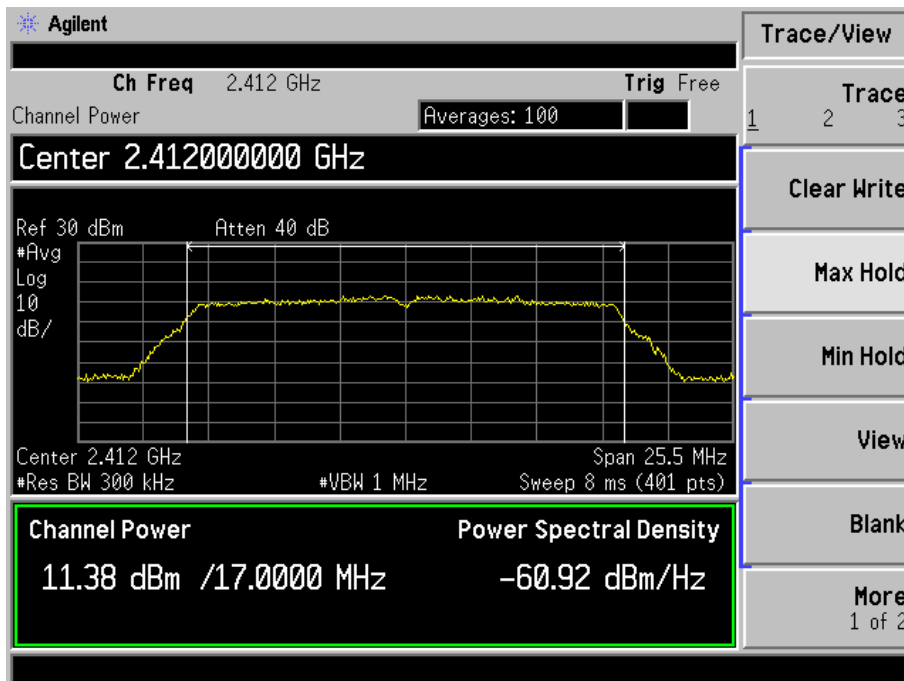 Agilent
Ch Freq 2.412 GHz Trig Free
Channel Power Averages: 100
Center 2.412000000 GHz
Ref 30 dBm Atten 40 dB
#Avg
Log
10
dB/
Center 2.412 GHz Span 25.5 MHz
#Res BW 300 kHz #VBW 1 MHz Sweep 8 ms (401 pts)
Channel Power Power Spectral Density
11.38 dBm /17.0000 MHz -60.92 dBm/Hz
Trace/View
Trace
1 2 3
Clear Write
Max Hold
Min Hold
View
Blank
More
1 of 2